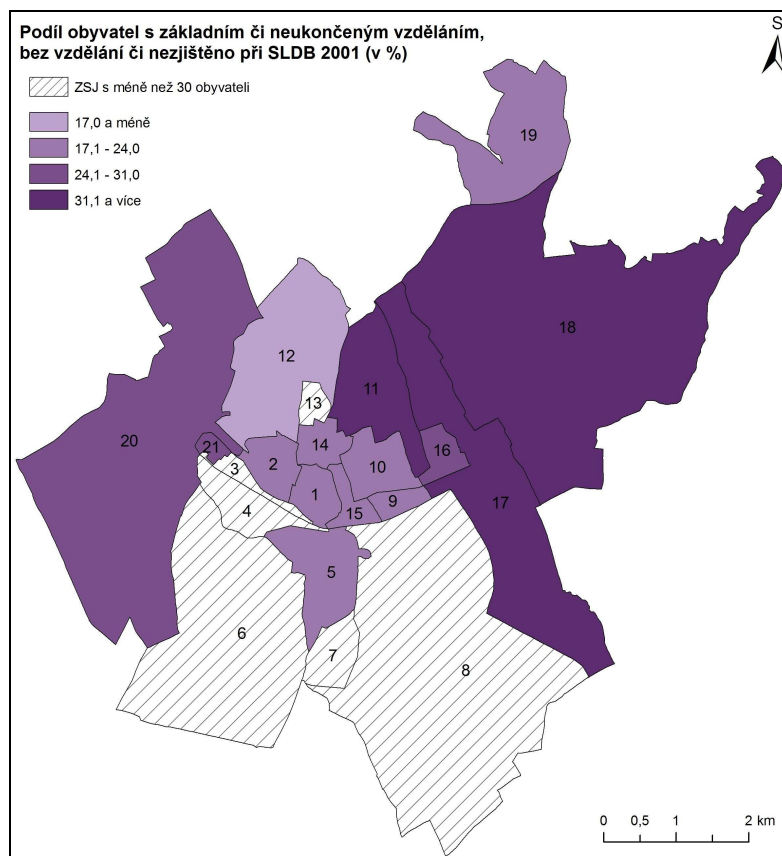 Podíl obyvatel s základním či neukončeným vzděláním,
bez vzdělání či nezjištěno při SLDB 2001 (v %)
S
ZSJ s méně než 30 obyvateli
17,0 a méně
17,1 - 24,0
24,1 - 31,0
31,1 a více
19
18
12
11
13
20
14
21
16
2
3
10
1
9
17
4
15
5
6
7
8
0 0,5 1 2 km